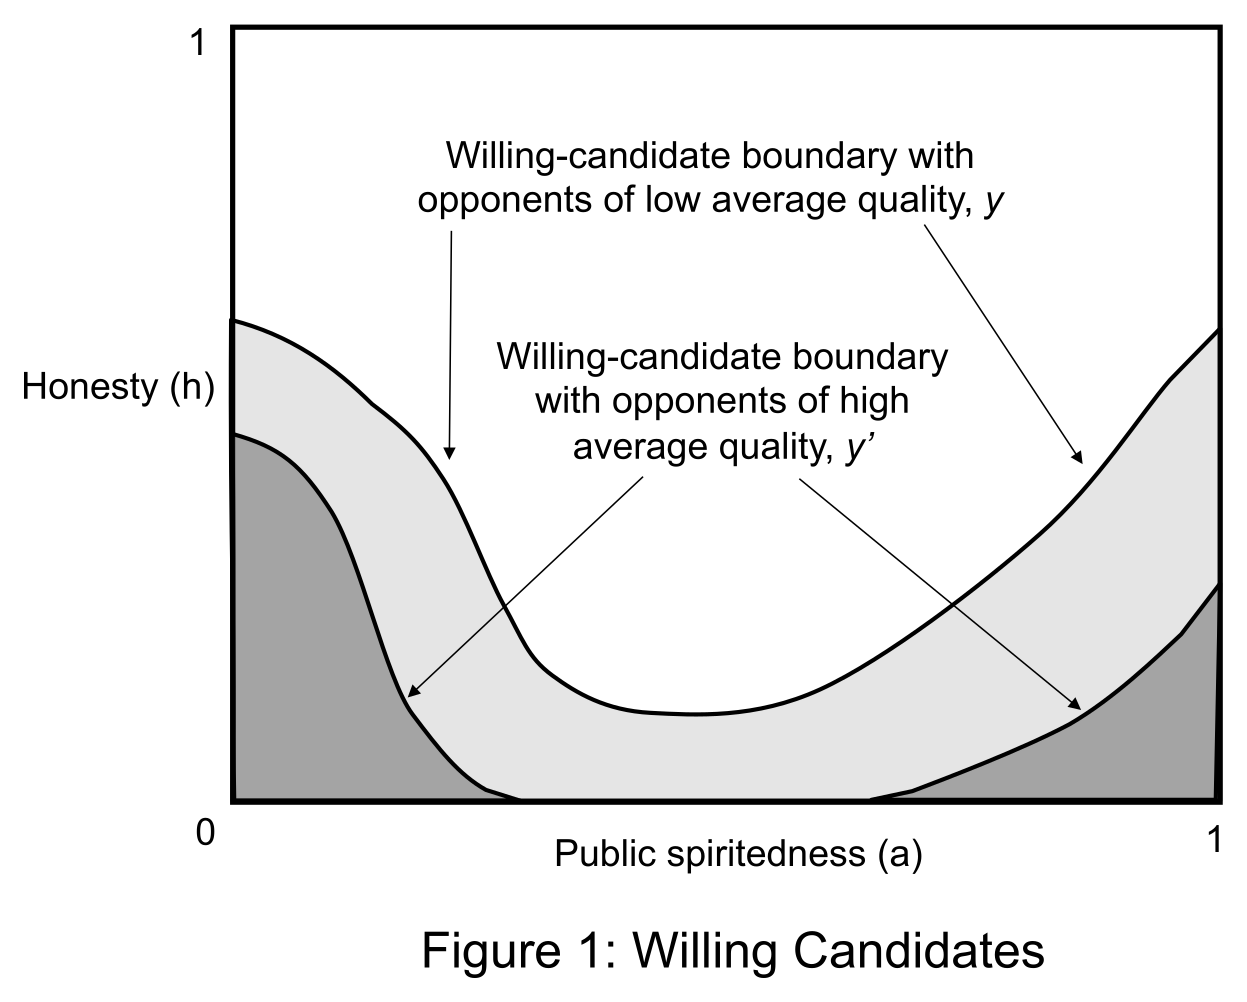 1
Willing-candidate boundary with
opponents of low average quality, y
Willing-candidate boundary
with opponents of high
average quality, y’
Honesty (h)
0
1
Public spiritedness (a)
Figure 1: Willing Candidates